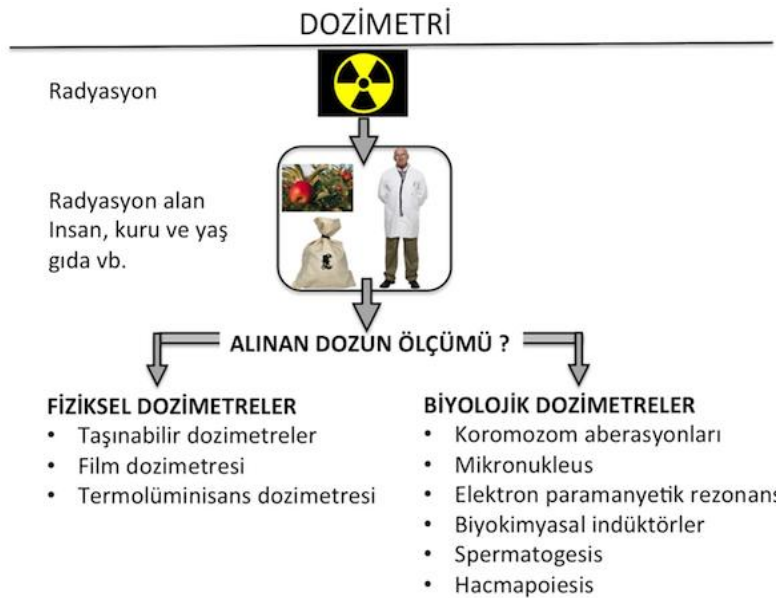 DOZİMETRİ
Radyasyon
Radyasyon alan
Insan, kuru ve yaş
gıda vb.
£
ALINAN DOZUN ÖLÇÜMÜ ?
FİZİKSEL DOZİMETRELER
• Taşınabilir dozimetreler
• Film dozimetresi
• Termolüminisans dozimetresi
BİYOLOJİK DOZİMETRELER
• Koromozom aberasyonları
• Mikronukleus
• Elektron paramanyetik rezonans
• Biyokimyasal indüktörler
• Spermatogesis
• Hacmapoiesis